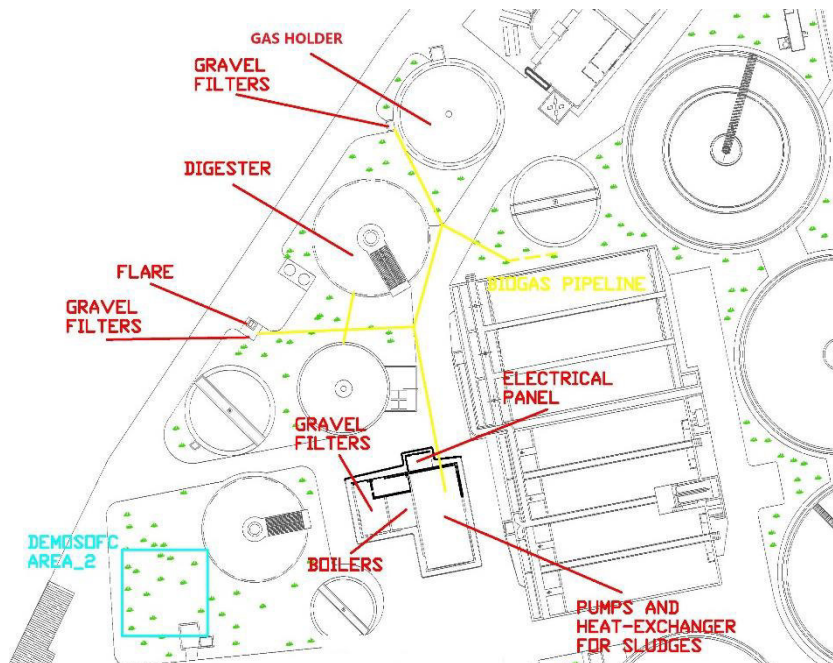 GAS HOLDER
GRAVEL
FILTERS
DIGESTER
FLARE
GRAVEL
FILTERS
BIOGAS PIPELINE
ELECTRICAL
PANEL
GRAVEL
FILTERS
DEMOSOFC
AREA_2
BOILERS
PUMPS AND
HEAT-EXCHANGER
FOR SLUDGES